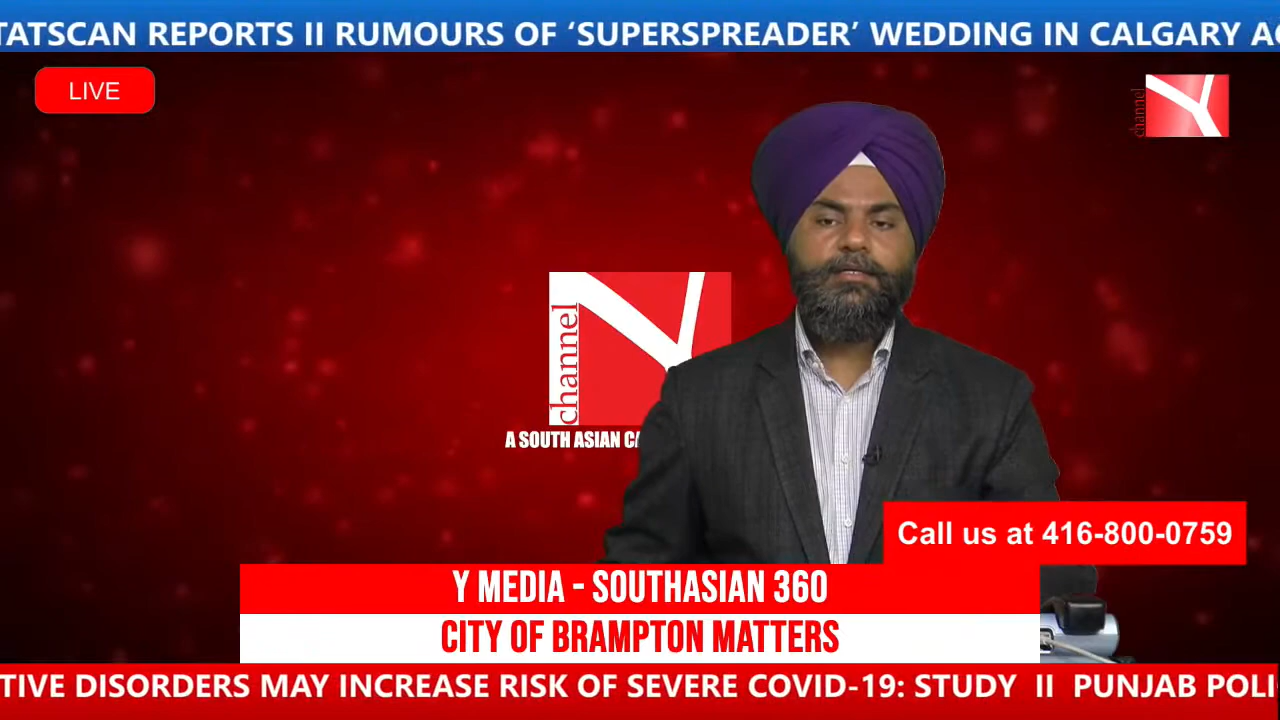 TATSCAN REPORTS II RUMOURS OF ‘SUPERSPREADER’ WEDDING IN CALGARY A
LIVE
channel
Y
channel
Y
A SOUTH ASIAN CA
Call us at 416-800-0759
Y MEDIA - SOUTHASIAN 360
CITY OF BRAMPTON MATTERS
TIVE DISORDERS MAY INCREASE RISK OF SEVERE COVID-19: STUDY II PUNJAB POLI